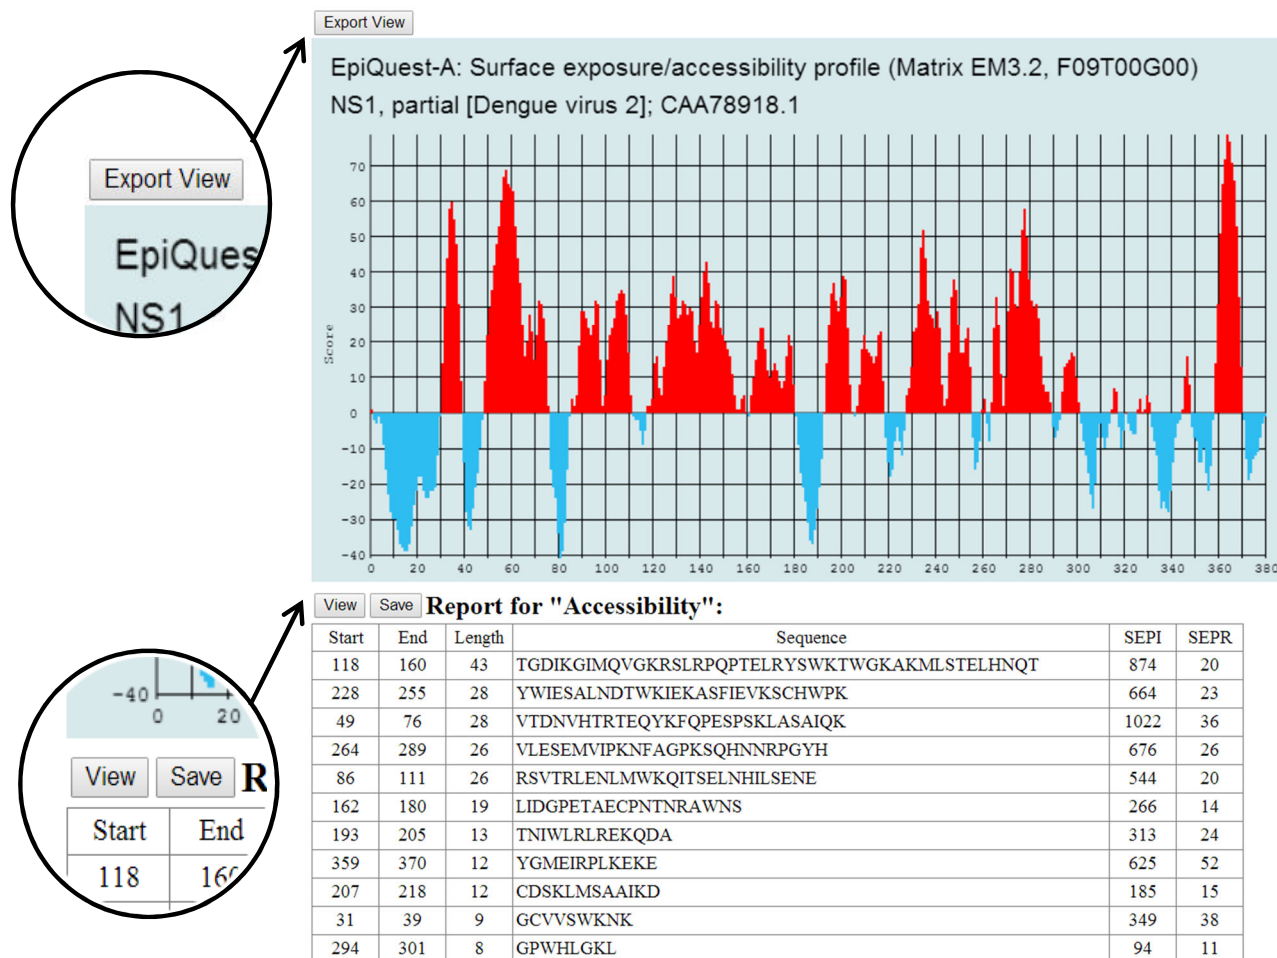 Export View
EpiQuest-A: Surface exposure/accessibility profile (Matrix EM3.2, F09T00G00)
NS1, partial [Dengue virus 2]; CAA78918.1
Export View
EpiQues
NS1
Score
70
60
50
40
30
20
10
0
-10
-20
-30
-40
0 20 40 60 80 100 120 140 160 180 200 220 240 260 280 300 320 340 360 380
View Save Report for "Accessibility":
Start End Length Sequence SEPI SEPR
118 160 43 TGDIKGIMQVGKRSLRPQPTELRYSWKTWGKAKMLSTELHNQT 874 20
228 255 28 YWIESALNDTWKIEKASFIEVKSCHWPK 664 23
49 76 28 VTDNVHTRTEQYKFQPESPSKLASAIQK 1022 36
264 289 26 VLESEMVIPKNFAGPKSQHNNRPGYH 676 26
86 111 26 RSVTRLENLMWKQITSELNHILSENE 544 20
162 180 19 LIDGPETAECPNTNRAWNS 266 14
193 205 13 TNIWLRLREKQDA 313 24
359 370 12 YGMEIRPLKEKE 625 52
207 218 12 CDSKLMSAAIKD 185 15
31 39 9 GCVVSWKNK 349 38
294 301 8 GPWHLGKL 94 11
-40
0 20
View Save R
Start End
118 160